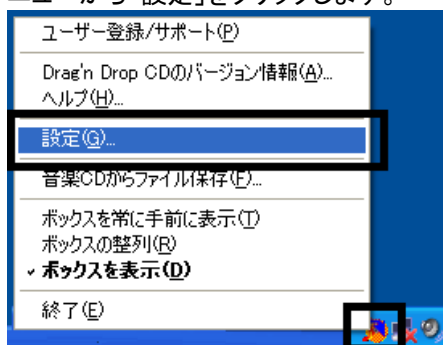 ニューから「設定」をクリックします。
ユーザー登録/サポート(P)
Drag'n Drop CDのバージョン情報(A)...
ヘルプ(H)...
設定(G)...
音楽CDからファイル保存(F)...
ボックスを常に手前に表示(T)
ボックスの整列(R)
ボックスを表示(D)
終了(E)